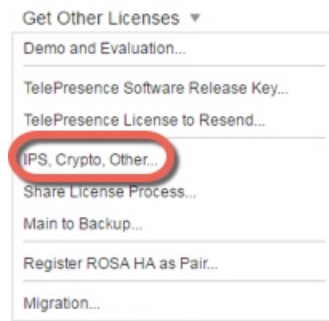 Get Other Licenses ▼
Demo and Evaluation...
TelePresence Software Release Key...
TelePresence License to Resend...
IPS, Crypto, Other...
Share License Process...
Main to Backup...
Register ROSA HA as Pair...
Migration...